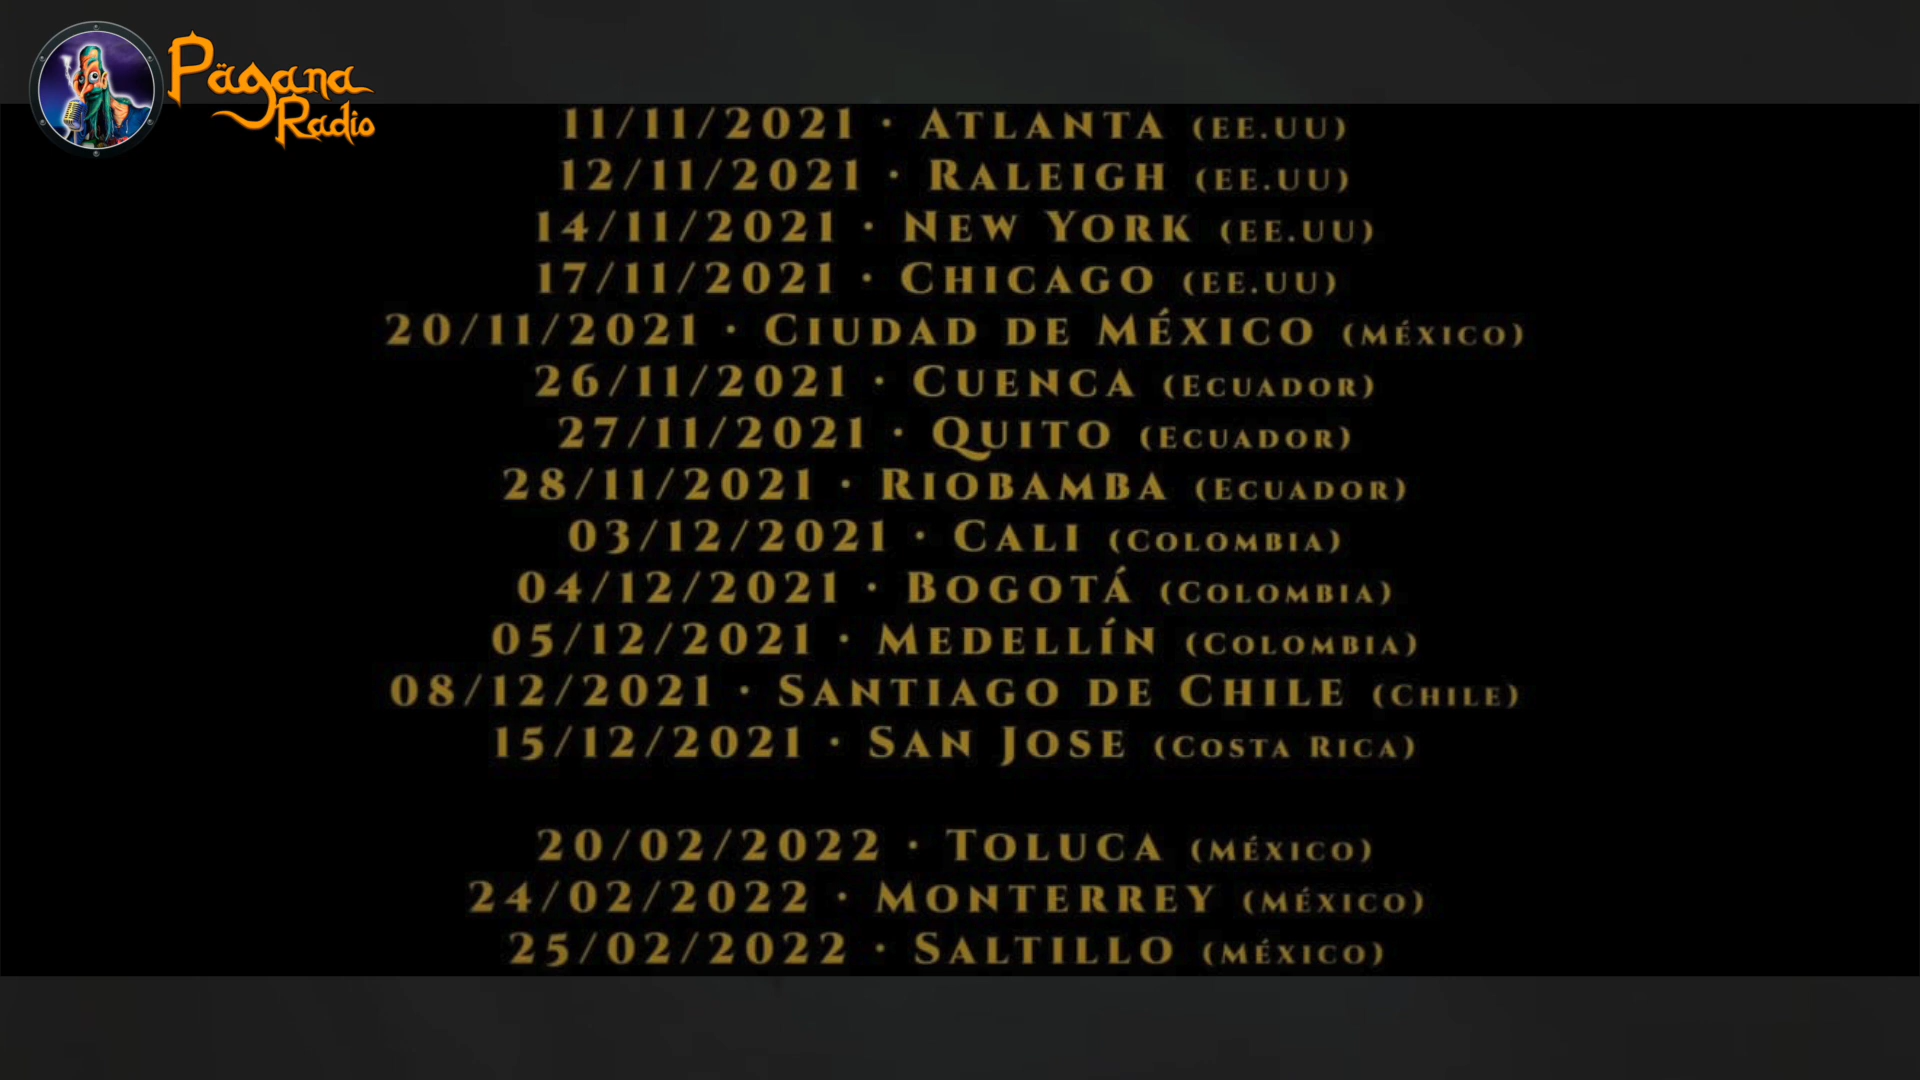 Pägana
Radio
11/11/2021 · Atlanta (EE.UU)
12/11/2021 · Raleigh (EE.UU)
14/11/2021 · New York (EE.UU)
17/11/2021 · Chicago (EE.UU)
20/11/2021 · Ciudad de México (México)
26/11/2021 · Cuenca (Ecuador)
27/11/2021 · Quito (Ecuador)
28/11/2021 · Riobamba (Ecuador)
03/12/2021 · Cali (Colombia)
04/12/2021 · Bogotá (Colombia)
05/12/2021 · Medellín (Colombia)
08/12/2021 · Santiago de Chile (Chile)
15/12/2021 · San Jose (Costa Rica)
20/02/2022 · Toluca (México)
24/02/2022 · Monterrey (México)
25/02/2022 · Saltillo (México)